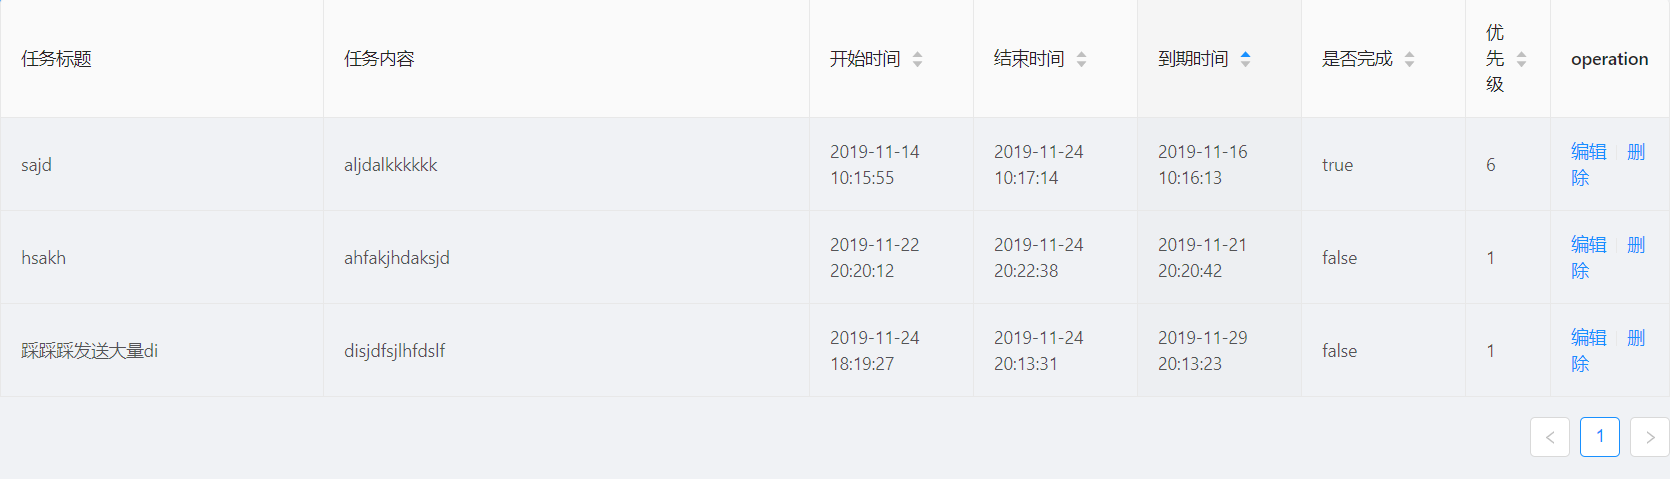 任务标题
任务内容
开始时间
结束时间
到期时间
是否完成
优
先
级
operation
sajd
aljdalkkkkkk
2019-11-14
10:15:55
2019-11-24
10:17:14
2019-11-16
10:16:13
true
6
编辑 删
除
hsakh
ahfakjhdaksjd
2019-11-22
20:20:12
2019-11-24
20:22:38
2019-11-21
20:20:42
false
1
编辑 删
除
踩踩踩发送大量di
disjdfsjlhfdslf
2019-11-24
18:19:27
2019-11-24
20:13:31
2019-11-29
20:13:23
false
1
编辑 删
除
1